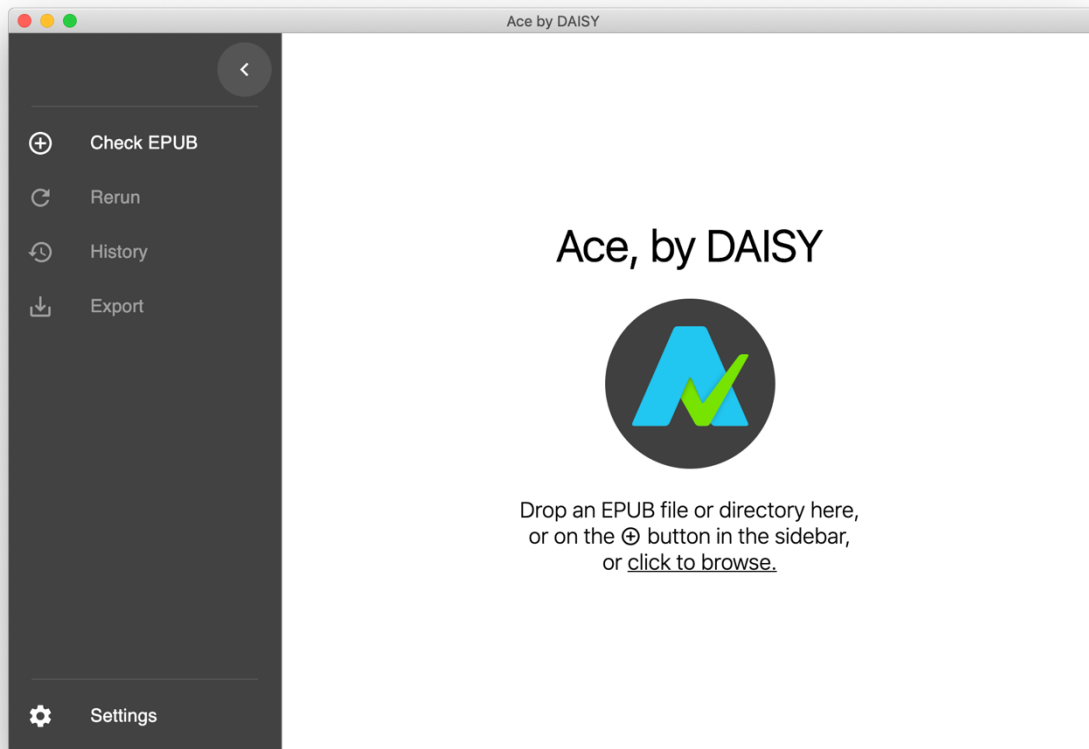 Ace by DAISY
Check EPUB
Rerun
History
Export
Settings
Ace, by DAISY
Drop an EPUB file or directory here,
or on the ⊕ button in the sidebar,
or click to browse.